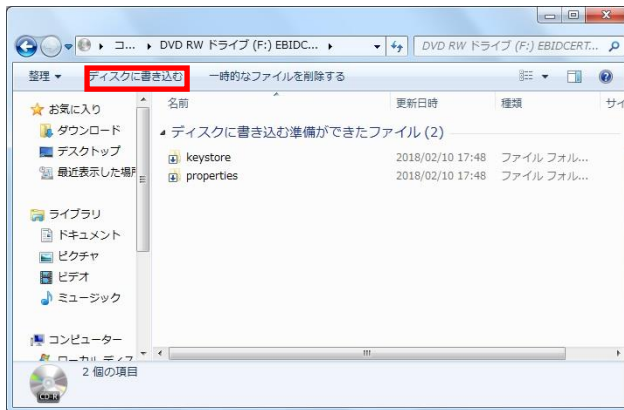 コ... DVD RW ドライブ (F:) EBIDC... DVD RW ドライブ (F:) EBIDCERT...
整理 ディスクに書き込む 一時的なファイルを削除する
お気に入り
ダウンロード
デスクトップ
最近表示した場所
ライブラリ
ドキュメント
ピクチャ
ビデオ
ミュージック
コンピューター
ローカル ディス
名前 更新日時 種類 サイ
ディスクに書き込む準備ができたファイル (2)
keystore 2018/02/10 17:48 ファイル フォル...
properties 2018/02/10 17:48 ファイル フォル...
2 個の項目
CD-R